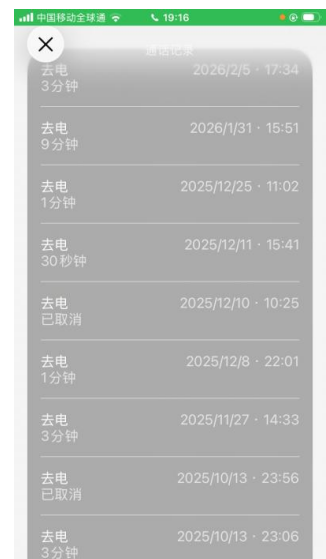 中国移动全球通 19:16
通话记录
去电 2026/2/5 · 17:34
3分钟
去电 2026/1/31 · 15:51
9分钟
去电 2025/12/25 · 11:02
1分钟
去电 2025/12/11 · 15:41
30秒钟
去电 2025/12/10 · 10:25
已取消
去电 2025/12/8 · 22:01
1分钟
去电 2025/11/27 · 14:33
3分钟
去电 2025/10/13 · 23:56
已取消
去电 2025/10/13 · 23:06
3分钟